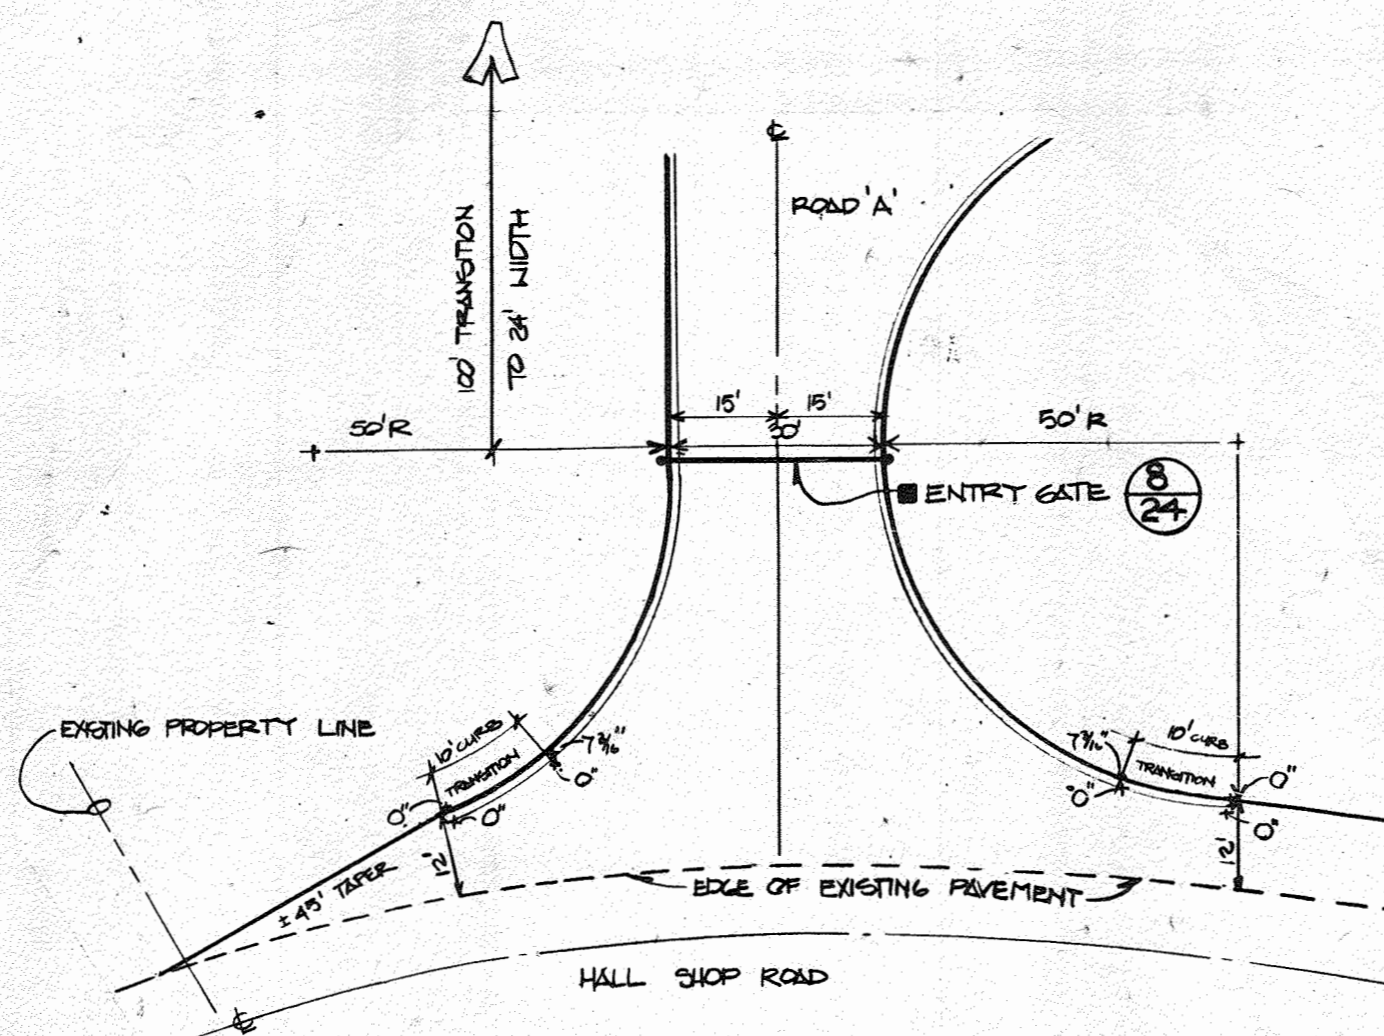 ℄
ROAD 'A'
100' TRANSITION
TO 24' WIDTH
15'
15'
50'R
30'
50'R
ENTRY GATE
8
24
EXISTING PROPERTY LINE
10' CURB
TRANSITION
7 3/16"
0"
0"
0"
7 3/16"
10' CURB
TRANSITION
0"
0"
0"
12'
12'
± 45' TAPER
EDGE OF EXISTING PAVEMENT
HALL SHOP ROAD
℄